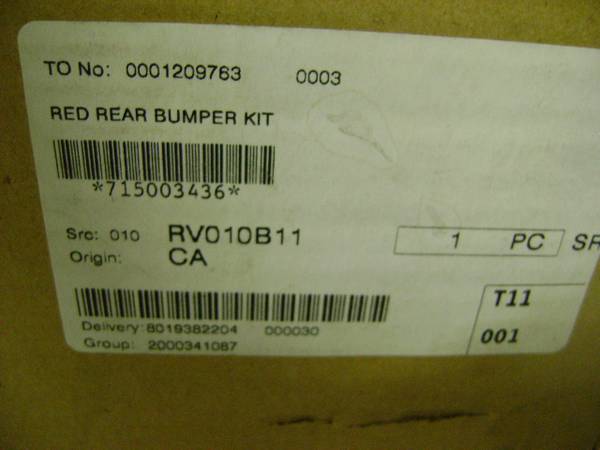 TO No: 0001209763 0003
RED REAR BUMPER KIT
*715003436*
Src: 010 RV010B11 1 PC SR
Origin: CA
T11
Delivery: 8019382204 000030
001
Group: 2000341087